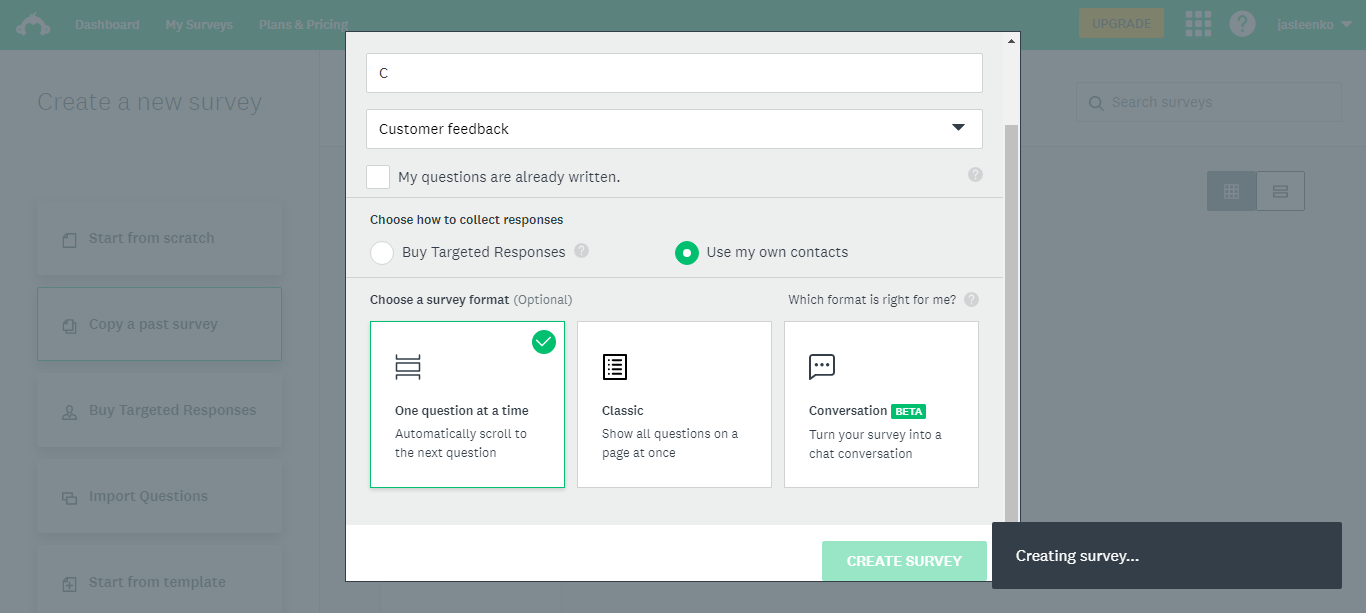 Dashboard
My Surveys
Plans & Pricing
UPGRADE
?
jasleenko
Create a new survey
Search surveys
Start from scratch
Copy a past survey
Buy Targeted Responses
Import Questions
Start from template
C
Customer feedback
My questions are already written.
?
Choose how to collect responses
Buy Targeted Responses ?
Use my own contacts
Choose a survey format (Optional)
Which format is right for me? ?
One question at a time
Automatically scroll to
the next question
Classic
Show all questions on a
page at once
Conversation BETA
Turn your survey into a
chat conversation
CREATE SURVEY
Creating survey...